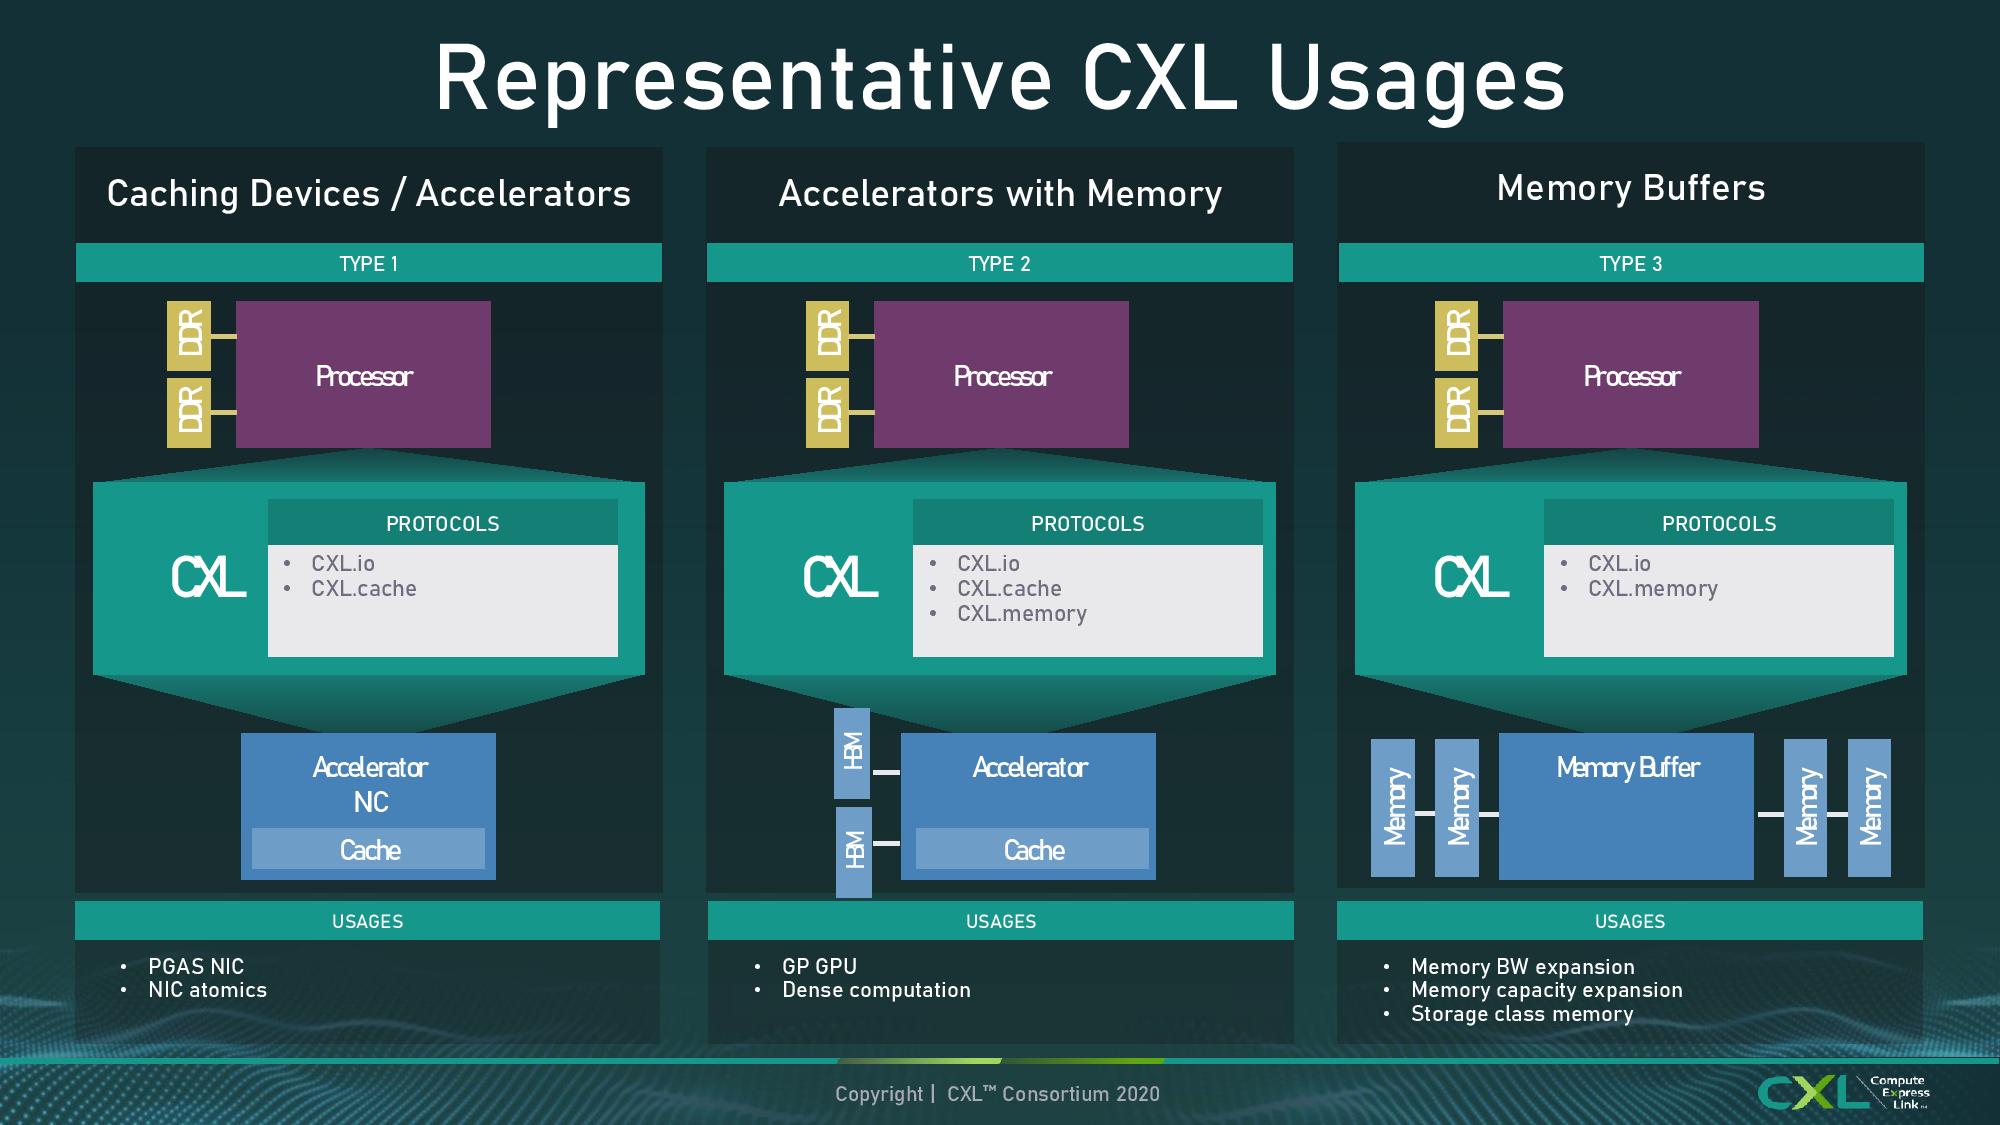 Representative CXL Usages
Caching Devices / Accelerators
TYPE 1
DDR
DDR
Processor
CXL
PROTOCOLS
• CXL.io
• CXL.cache
Accelerator
NC
Cache
USAGES
• PGAS NIC
• NIC atomics
Accelerators with Memory
TYPE 2
DDR
DDR
Processor
CXL
PROTOCOLS
• CXL.io
• CXL.cache
• CXL.memory
HBM
HBM
Accelerator
Cache
USAGES
• GP GPU
• Dense computation
Memory Buffers
TYPE 3
DDR
DDR
Processor
CXL
PROTOCOLS
• CXL.io
• CXL.memory
Memory
Memory
Memory Buffer
Memory
Memory
USAGES
• Memory BW expansion
• Memory capacity expansion
• Storage class memory
Copyright | CXL™ Consortium 2020
CXL
Compute
Express
Link™